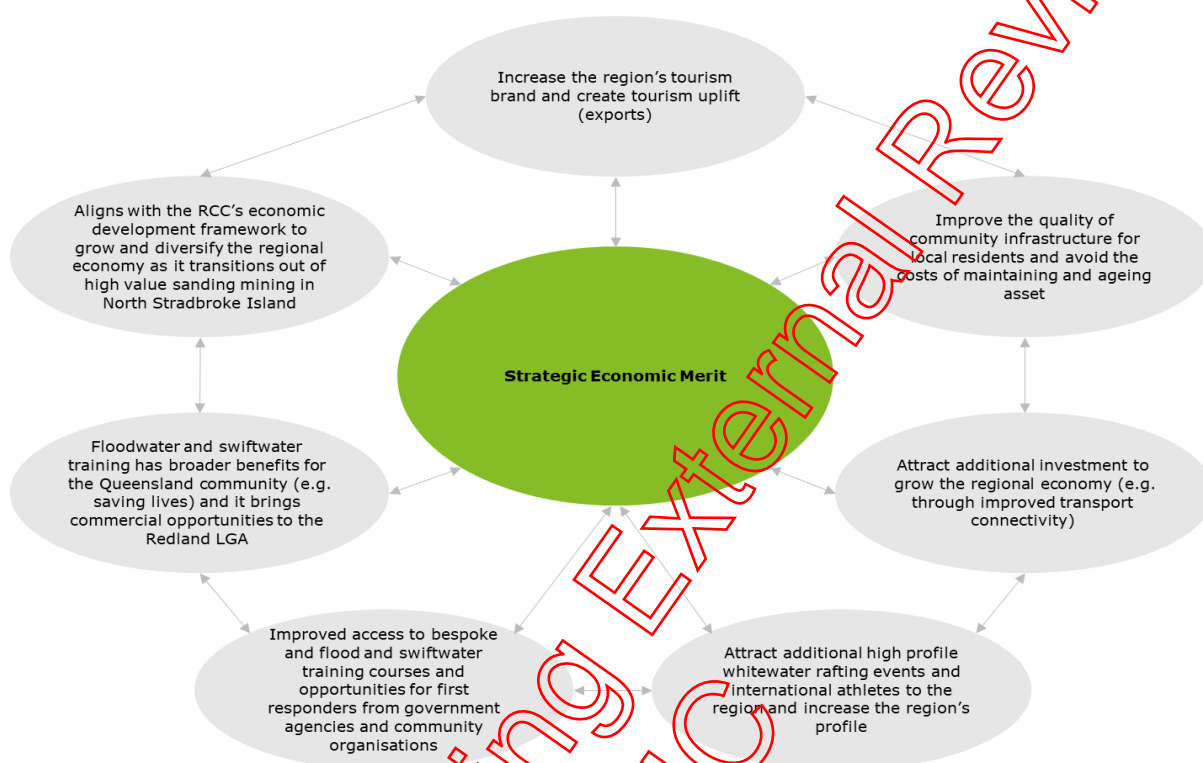 Increase the region's tourism
brand and create tourism uplift
(exports)
Aligns with the RCC's economic
development framework to
grow and diversify the regional
economy as it transitions out of
high value sanding mining in
North Stradbroke Island
Improve the quality of
community infrastructure for
local residents and avoid the
costs of maintaining and ageing
asset
Strategic Economic Merit
Floodwater and swiftwater
training has broader benefits for
the Queensland community (e.g.
saving lives) and it brings
commercial opportunities to the
Redland LGA
Attract additional investment to
grow the regional economy (e.g.
through improved transport
connectivity)
Improved access to bespoke
and flood and swiftwater
training courses and
opportunities for first
responders from government
agencies and community
organisations
Attract additional high profile
whitewater rafting events and
international athletes to the
region and increase the region's
profile
External